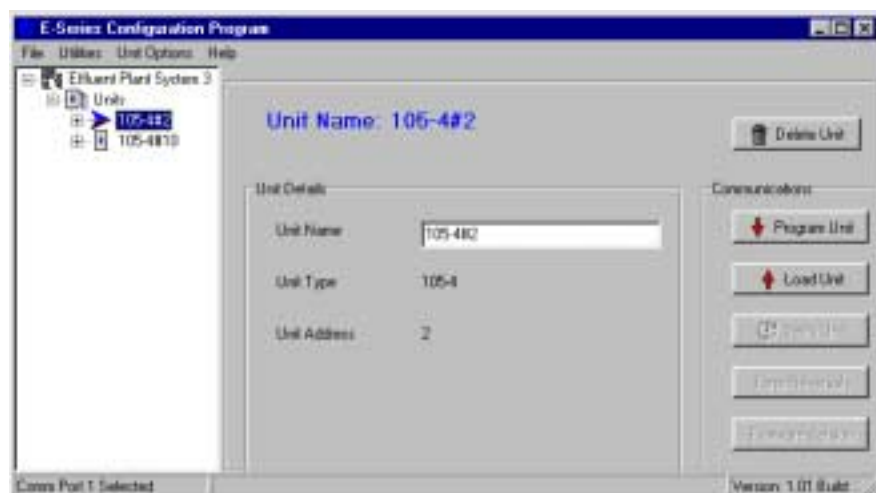 E-Series Configuration Program
File Utilities Unit Options Help
Effluent Plant System 3
Units
105-4#2
105-4#10
Unit Name: 105-4#2
Delete Unit
Unit Details
Unit Name
105-4#2
Unit Type
105-4
Unit Address
2
Communications
Program Unit
Load Unit
Comm Port 1 Selected
Version: 1.01 Build: